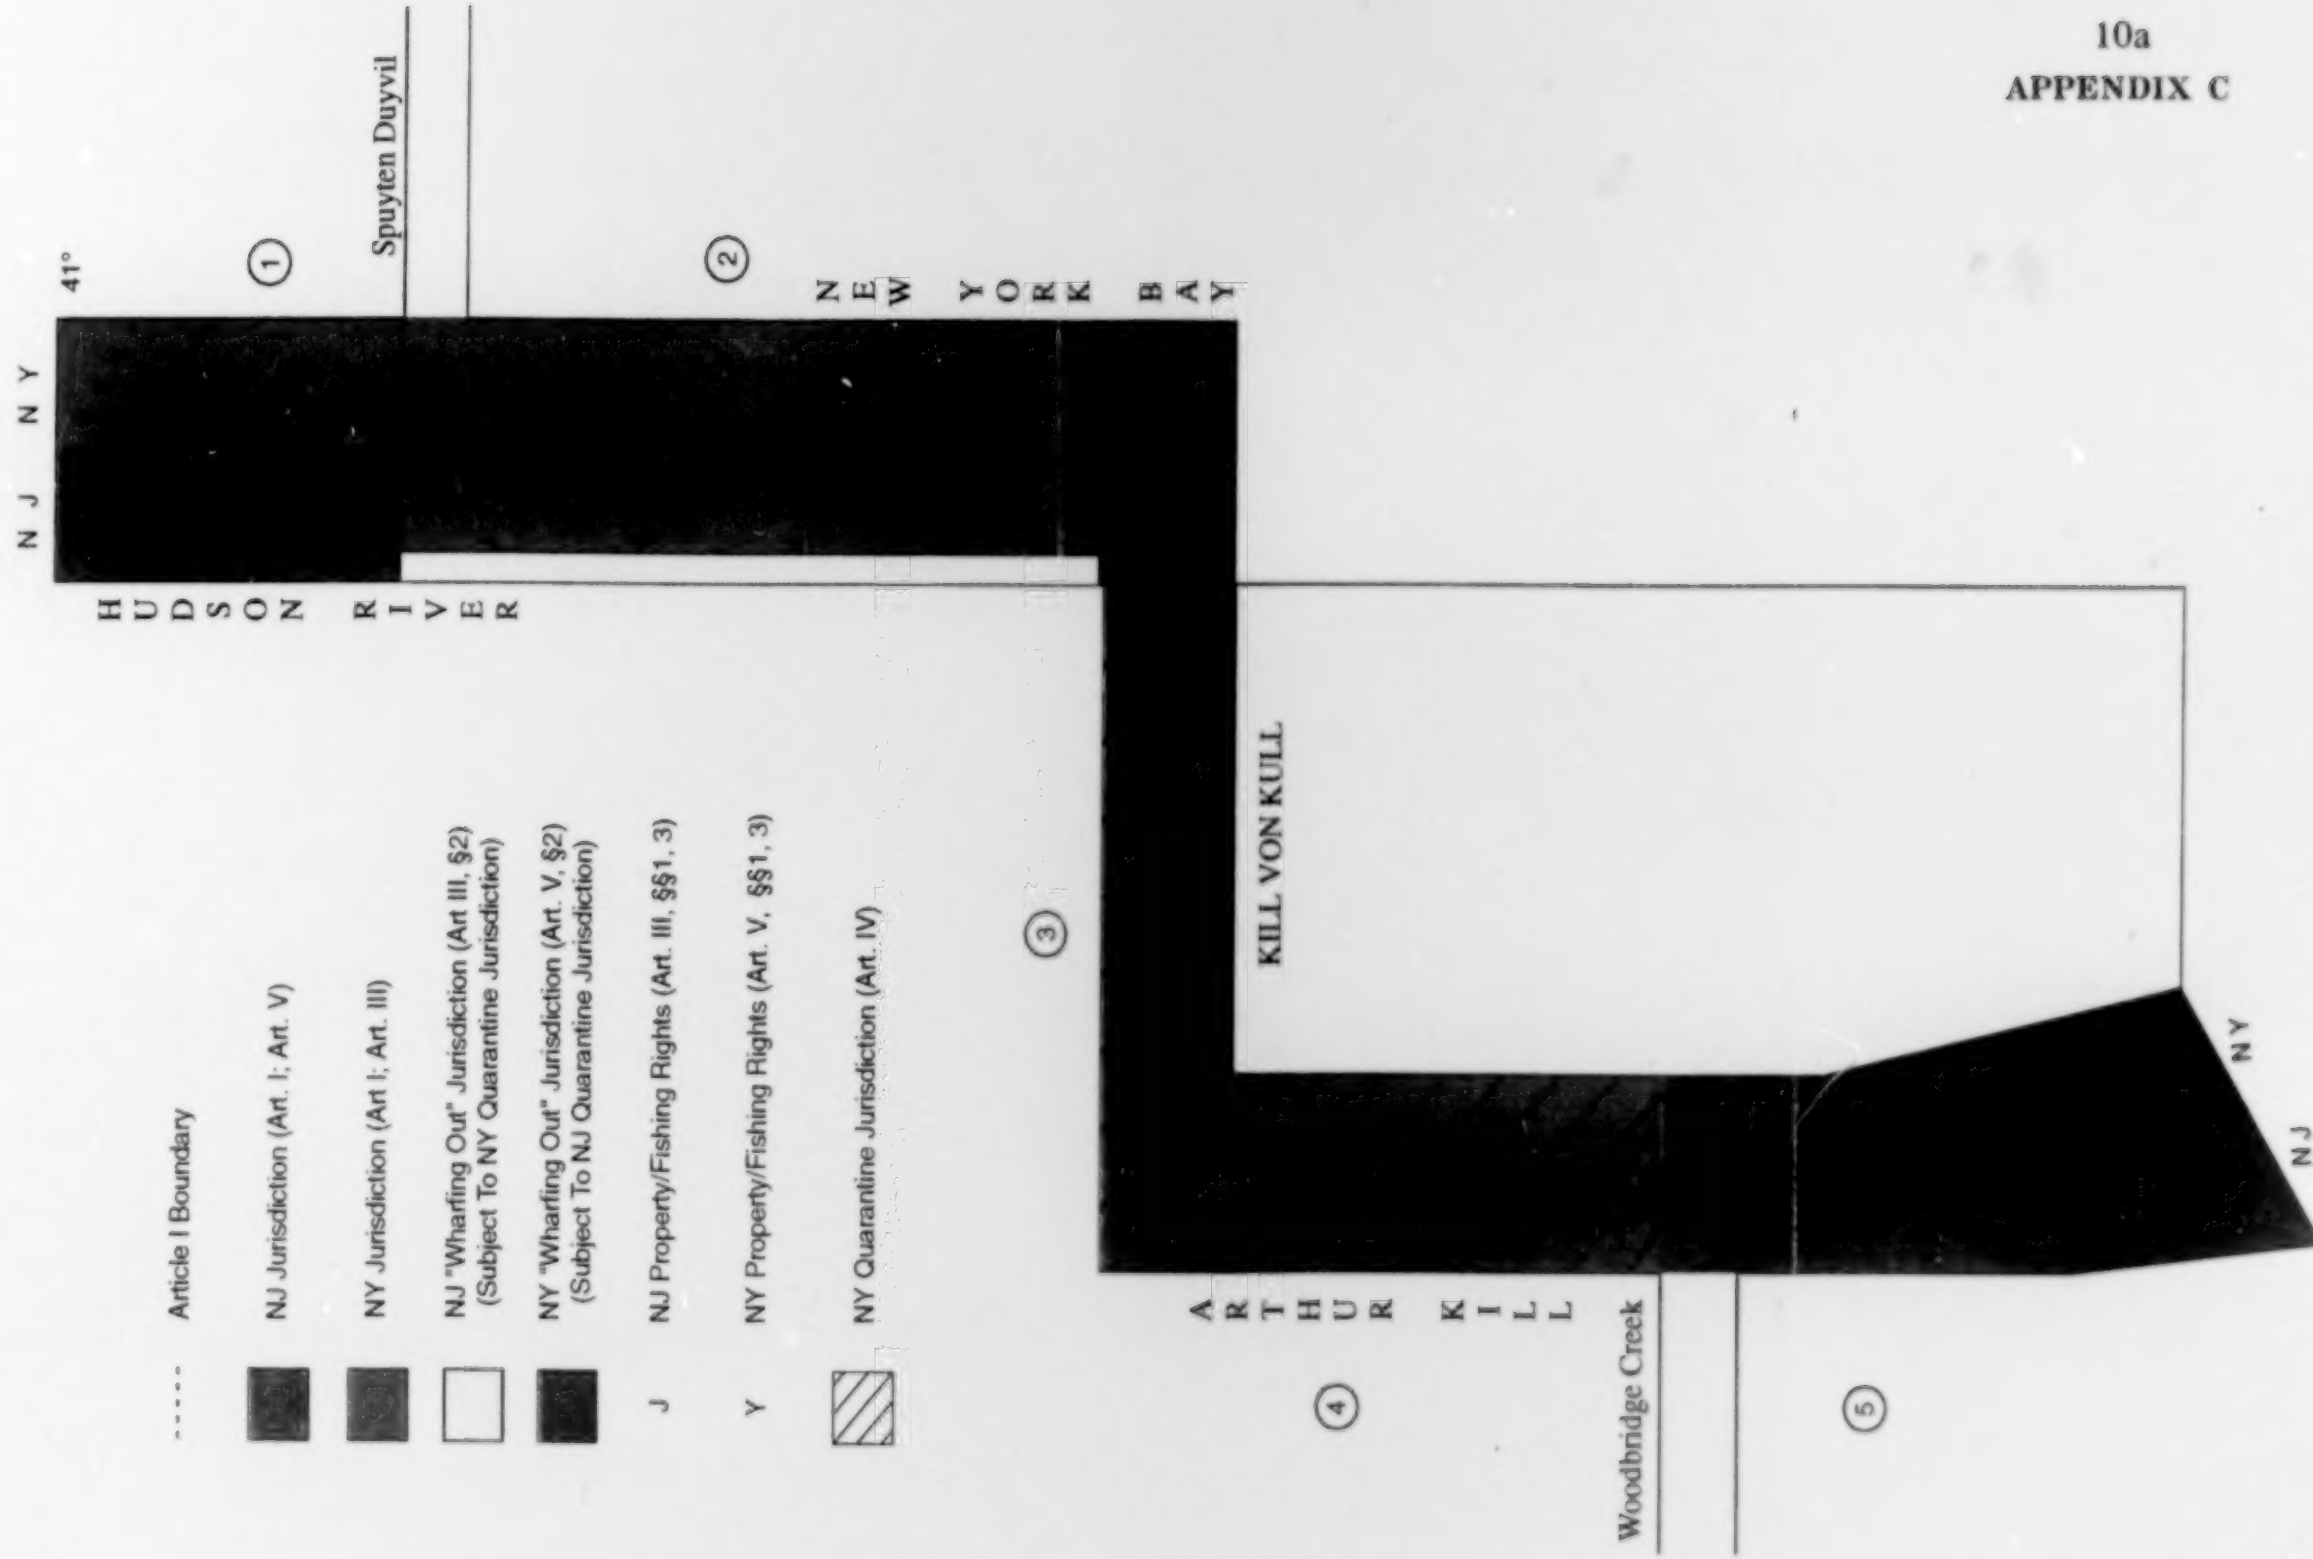 10a
APPENDIX C
N J N Y
41°
HUDSON RIVER
1
Spuyten Duyvil
2
NEW YORK BAY
----- Article I Boundary
NJ Jurisdiction (Art. I; Art. V)
NY Jurisdiction (Art I; Art. III)
NJ "Wharfing Out" Jurisdiction (Art III, §2)
(Subject To NY Quarantine Jurisdiction)
NY "Wharfing Out" Jurisdiction (Art. V, §2)
(Subject To NJ Quarantine Jurisdiction)
J NJ Property/Fishing Rights (Art. III, §§1, 3)
Y NY Property/Fishing Rights (Art. V, §§1, 3)
NY Quarantine Jurisdiction (Art. IV)
3
KILL VON KULL
ARTHUR KILL
4
Woodbridge Creek
5
NJ NY